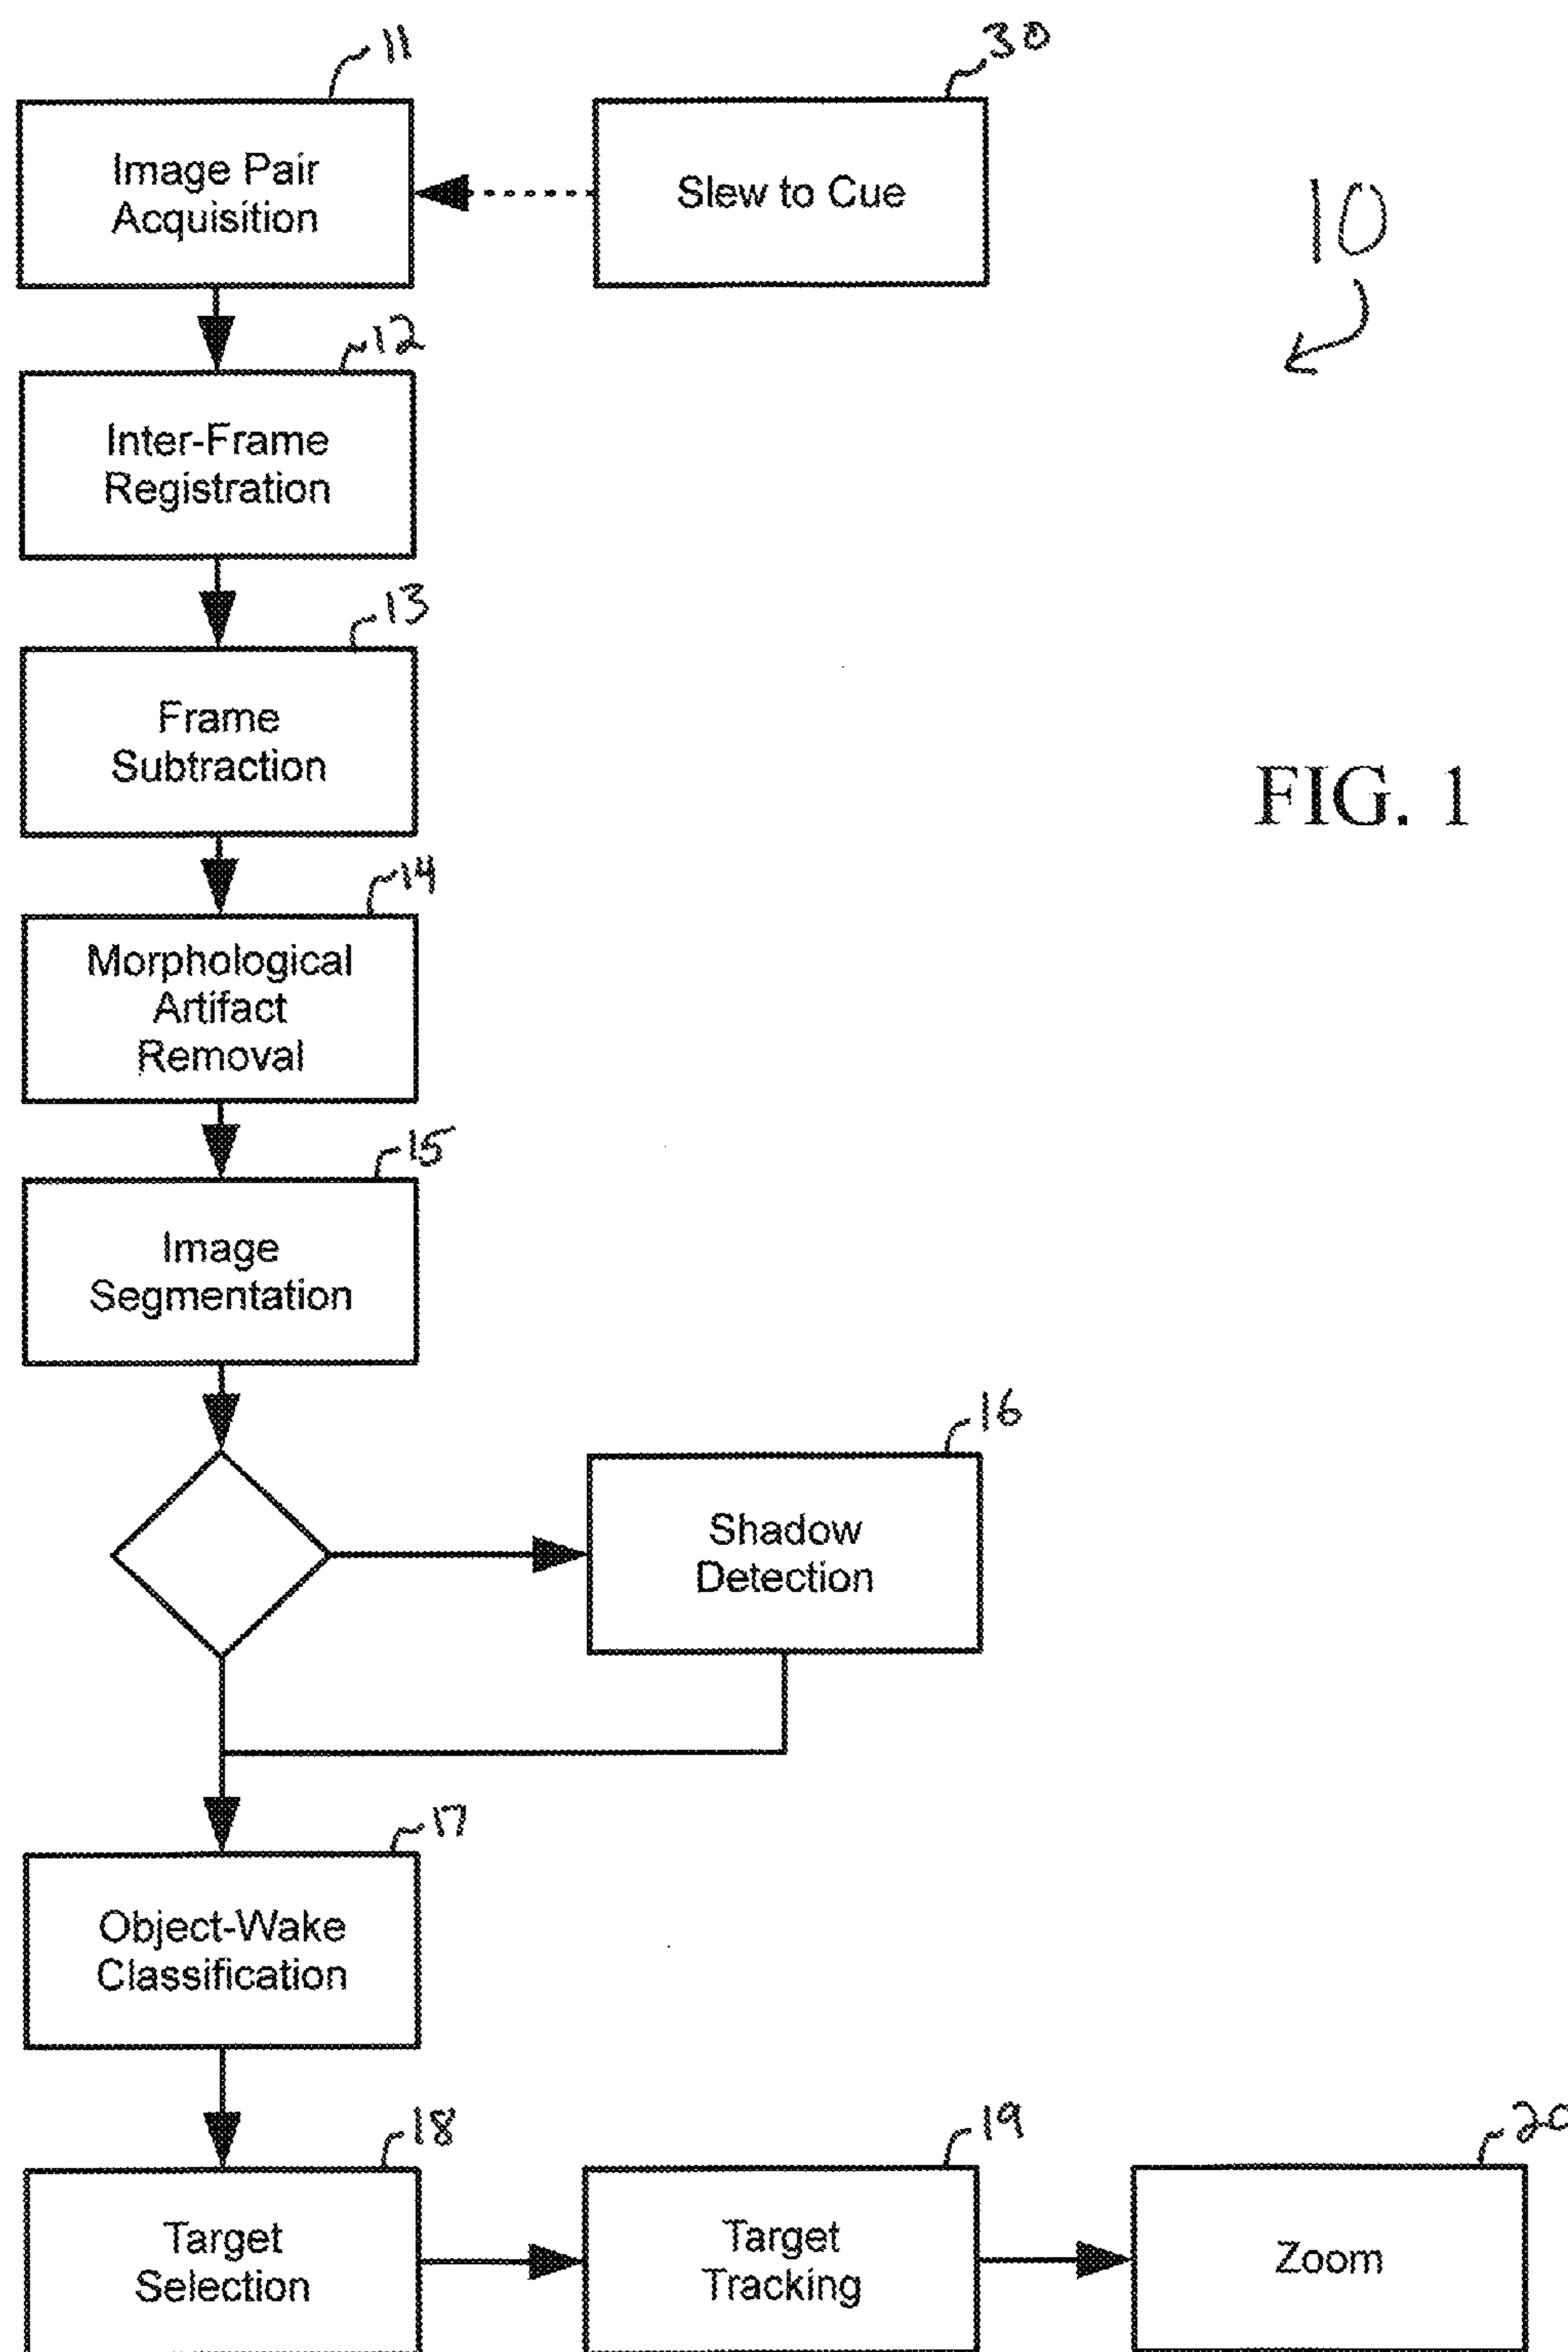 11
30
Image Pair
Acquisition
Slew to Cue
10
12
Inter-Frame
Registration
13
Frame
Subtraction
FIG. 1
14
Morphological
Artifact
Removal
15
Image
Segmentation
16
Shadow
Detection
17
Object-Wake
Classification
18
19
20
Target
Selection
Target
Tracking
Zoom